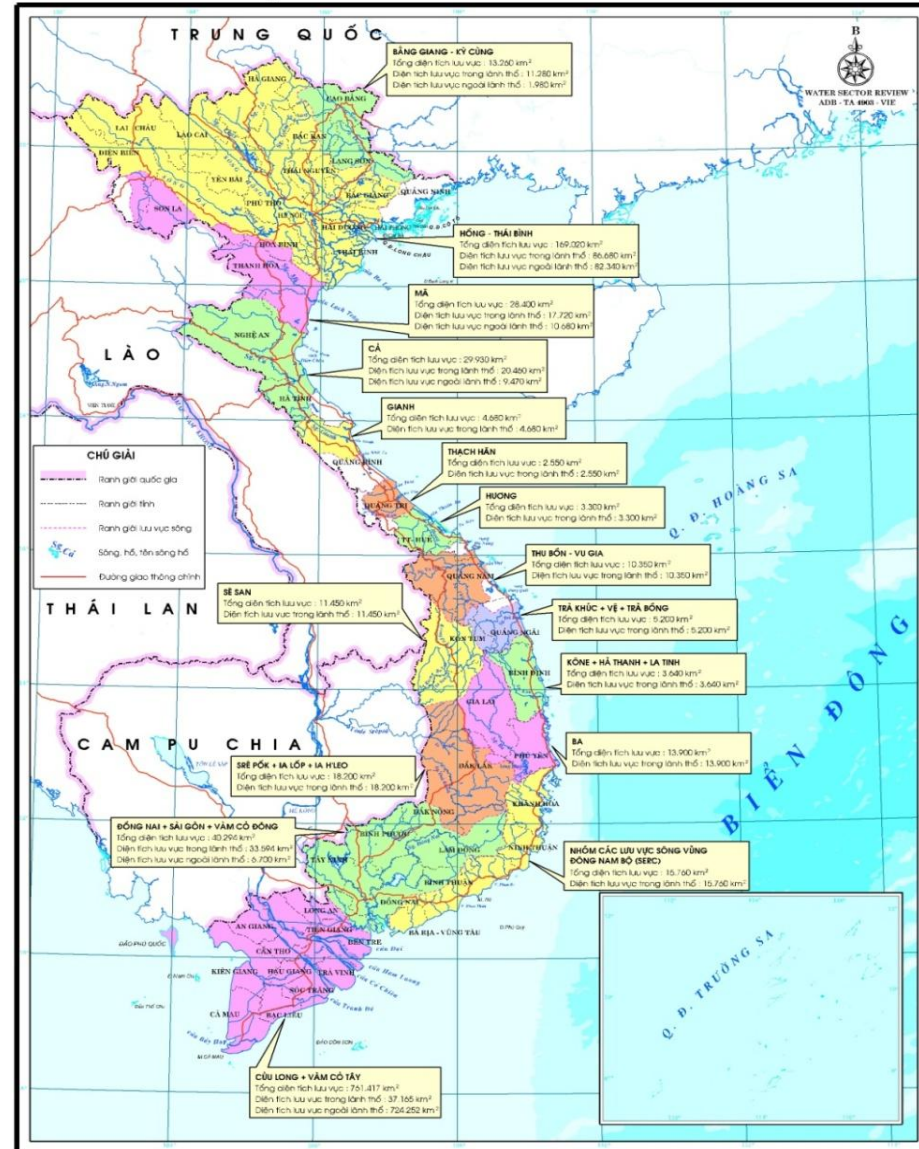 TRUNG QUỐC
B
WATER SECTOR REVIEW
ADB - TA 4903 - VIE
BẰNG GIANG - KỲ CÙNG
Tổng diện tích lưu vực : 13.260 km²
Diện tích lưu vực trong lãnh thổ : 11.280 km²
Diện tích lưu vực ngoài lãnh thổ : 1.980 km²
HÀ GIANG
CAO BẰNG
LAI CHÂU
LÀO CAI
BẮC KẠN
ĐIỆN BIÊN
LẠNG SƠN
THÁI NGUYÊN
YÊN BÁI
BẮC GIANG
QUẢNG NINH
PHÚ THỌ
SƠN LA
HÀ NỘI
HẢI DƯƠNG
HÒA BÌNH
THÁI BÌNH
THANH HÓA
HỒNG - THÁI BÌNH
Tổng diện tích lưu vực : 169.020 km²
Diện tích lưu vực trong lãnh thổ : 86.680 km²
Diện tích lưu vực ngoài lãnh thổ : 82.340 km²
MÃ
Tổng diện tích lưu vực : 28.400 km²
Diện tích lưu vực trong lãnh thổ : 17.720 km²
Diện tích lưu vực ngoài lãnh thổ : 10.680 km²
NGHỆ AN
LÀO
CẢ
Tổng diện tích lưu vực : 29.930 km²
Diện tích lưu vực trong lãnh thổ : 20.460 km²
Diện tích lưu vực ngoài lãnh thổ : 9.470 km²
HÀ TĨNH
GIANH
Tổng diện tích lưu vực : 4.680 km²
Diện tích lưu vực trong lãnh thổ : 4.680 km²
QUẢNG BÌNH
CHÚ GIẢI
Ranh giới quốc gia
Ranh giới tỉnh
Ranh giới lưu vực sông
Sg. Cả
Sông, hồ, tên sông hồ
Đường giao thông chính
THẠCH HÃN
Tổng diện tích lưu vực : 2.550 km²
Diện tích lưu vực trong lãnh thổ : 2.550 km²
QUẢNG TRỊ
HƯƠNG
Tổng diện tích lưu vực : 3.300 km²
Diện tích lưu vực trong lãnh thổ : 3.300 km²
Q. Đ. HOÀNG SA
TT-HUẾ
THU BỒN - VU GIA
Tổng diện tích lưu vực : 10.350 km²
Diện tích lưu vực trong lãnh thổ : 10.350 km²
QUẢNG NAM
THÁI LAN
SÊ SAN
Tổng diện tích lưu vực : 11.450 km²
Diện tích lưu vực trong lãnh thổ : 11.450 km²
TRÀ KHÚC + VỆ + TRÀ BỒNG
Tổng diện tích lưu vực : 5.200 km²
Diện tích lưu vực trong lãnh thổ : 5.200 km²
KON TUM
QUẢNG NGÃI
KÔNE + HÀ THANH + LA TINH
Tổng diện tích lưu vực : 3.640 km²
Diện tích lưu vực trong lãnh thổ : 3.640 km²
BÌNH ĐỊNH
GIA LAI
BIỂN ĐÔNG
CAM PU CHIA
BA
Tổng diện tích lưu vực : 13.900 km²
Diện tích lưu vực trong lãnh thổ : 13.900 km²
PHÚ YÊN
SRÊ PỐK + IA LỐP + IA H'LEO
Tổng diện tích lưu vực : 18.200 km²
Diện tích lưu vực trong lãnh thổ : 18.200 km²
ĐẮK LẮK
KHÁNH HÒA
ĐẮK NÔNG
ĐỒNG NAI + SÀI GÒN + VÀM CỎ ĐÔNG
Tổng diện tích lưu vực : 40.294 km²
Diện tích lưu vực trong lãnh thổ : 33.594 km²
Diện tích lưu vực ngoài lãnh thổ : 6.700 km²
BÌNH PHƯỚC
LÂM ĐỒNG
NINH THUẬN
TÂY NINH
BÌNH THUẬN
ĐỒNG NAI
NHÓM CÁC LƯU VỰC SÔNG VÙNG
ĐÔNG NAM BỘ (SERC)
Tổng diện tích lưu vực : 15.760 km²
Diện tích lưu vực trong lãnh thổ : 15.760 km²
LONG AN
AN GIANG
TIỀN GIANG
BÀ RỊA - VŨNG TÀU
BẾN TRE
ĐẢO PHÚ QUỐC
CẦN THƠ
KIÊN GIANG
HẬU GIANG
TRÀ VINH
SÓC TRĂNG
CÀ MAU
BẠC LIÊU
cửa Đại
cửa Hàm Luông
cửa Cổ Chiên
cửa Tranh Đề
cửa Bảy Háp
ĐẢO CÔN SƠN
Q. Đ. TRƯỜNG SA
CỬU LONG + VÀM CỎ TÂY
Tổng diện tích lưu vực : 761.417 km²
Diện tích lưu vực trong lãnh thổ : 37.165 km²
Diện tích lưu vực ngoài lãnh thổ : 724.252 km²